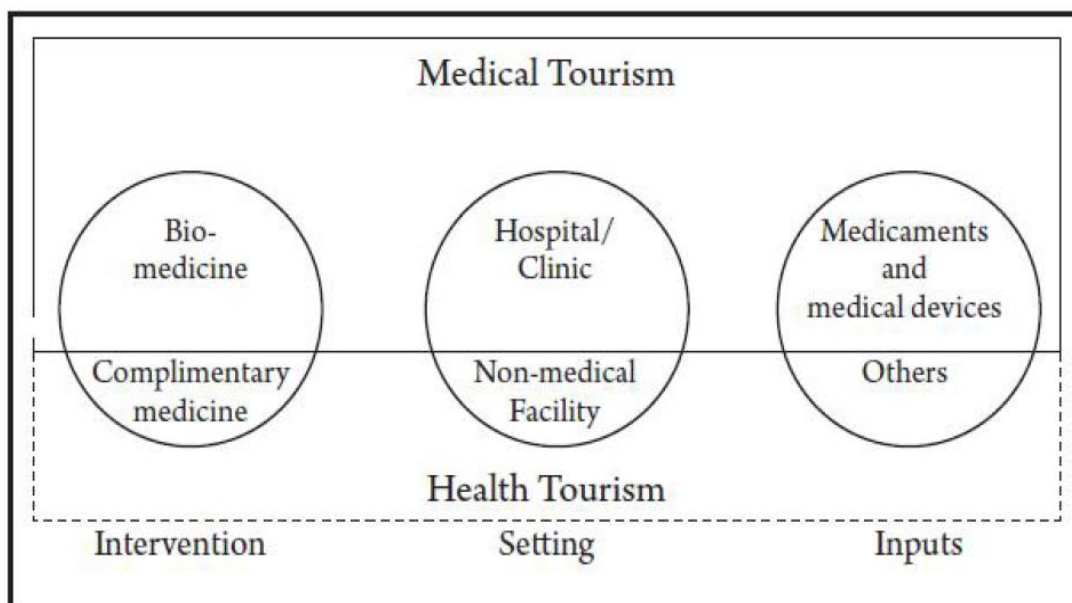 Medical Tourism
Bio-
medicine
Hospital/
Clinic
Medicaments
and
medical devices
Complimentary
medicine
Non-medical
Facility
Others
Health Tourism
Intervention
Setting
Inputs